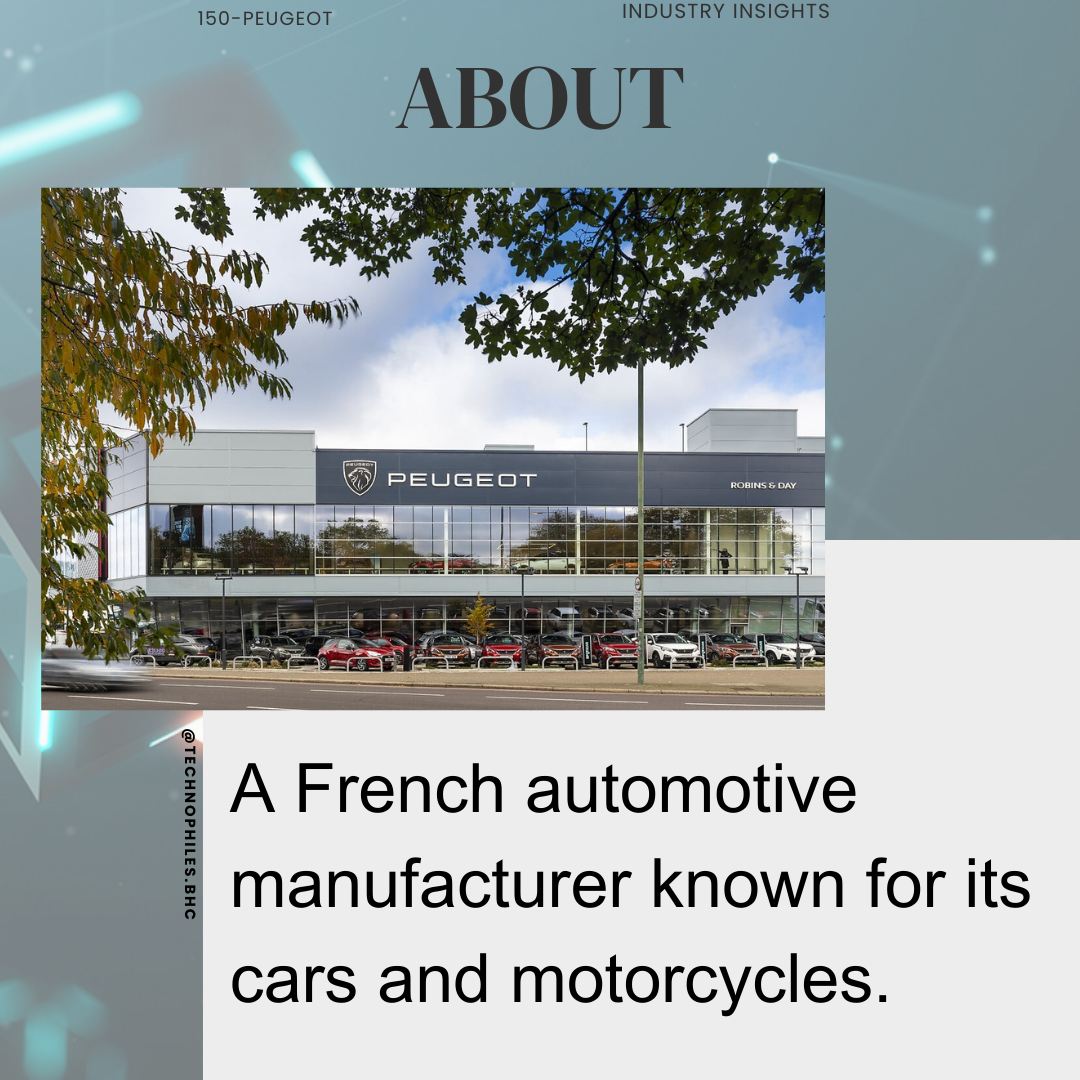 150-PEUGEOT
INDUSTRY INSIGHTS
ABOUT
PEUGEOT
PEUGEOT
ROBINS & DAY
@TECHNOPHILES.BHC
A French automotive
manufacturer known for its
cars and motorcycles.